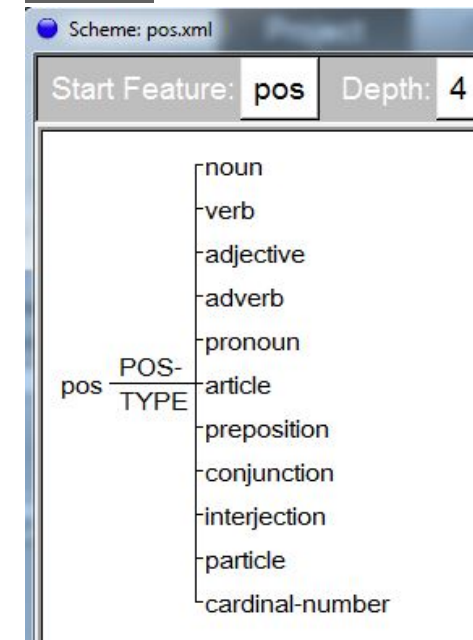 Scheme: pos.xml
Start Feature: pos Depth: 4
noun
verb
adjective
adverb
pronoun
pos POS-TYPE article
preposition
conjunction
interjection
particle
cardinal-number